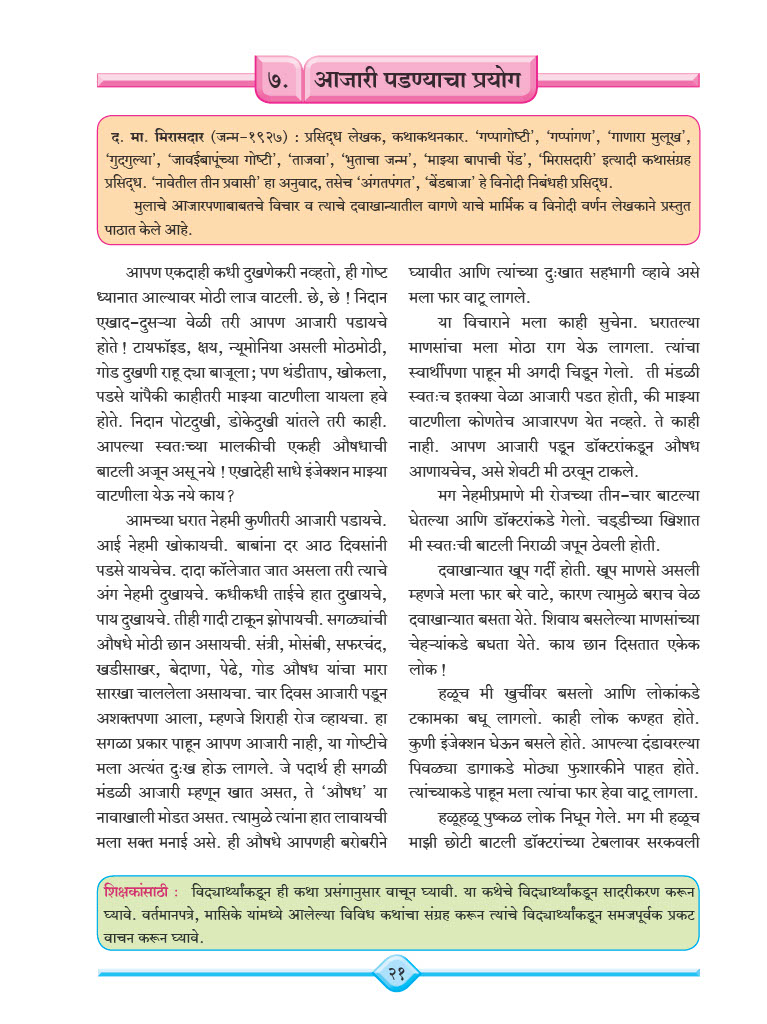 ७. आजारी पडण्याचा प्रयोग
द. मा. मिरासदार (जन्म-१९२७) : प्रसिद्ध लेखक, कथाकथनकार. ‘गप्पागोष्टी’, ‘गप्पांगण’, ‘गाणारा मुलूख’,
‘गुदगुल्या’, ‘जावईबापूंच्या गोष्टी’, ‘ताजवा’, ‘भुताचा जन्म’, ‘माझ्या बापाची पेंड’, ‘मिरासदारी’ इत्यादी कथासंग्रह
प्रसिद्ध. ‘नावेतील तीन प्रवासी’ हा अनुवाद, तसेच ‘अंगतपंगत’, ‘बेंडबाजा’ हे विनोदी निबंधही प्रसिद्ध.
मुलाचे आजारपणाबाबतचे विचार व त्याचे दवाखान्यातील वागणे याचे मार्मिक व विनोदी वर्णन लेखकाने प्रस्तुत
पाठात केले आहे.
आपण एकदाही कधी दुखणेकरी नव्हतो, ही गोष्ट
ध्यानात आल्यावर मोठी लाज वाटली. छे, छे ! निदान
एखाद-दुसऱ्या वेळी तरी आपण आजारी पडायचे
होते ! टायफॉइड, क्षय, न्यूमोनिया असली मोठमोठी,
गोड दुखणी राहू द्या बाजूला; पण थंडीताप, खोकला,
पडसे यांपैकी काहीतरी माझ्या वाटणीला यायला हवे
होते. निदान पोटदुखी, डोकेदुखी यांतले तरी काही.
आपल्या स्वतःच्या मालकीची एकही औषधाची
बाटली अजून असू नये ! एखादेही साधे इंजेक्शन माझ्या
वाटणीला येऊ नये काय?
आमच्या घरात नेहमी कुणीतरी आजारी पडायचे.
आई नेहमी खोकायची. बाबांना दर आठ दिवसांनी
पडसे यायचेच. दादा कॉलेजात जात असला तरी त्याचे
अंग नेहमी दुखायचे. कधीकधी ताईचे हात दुखायचे,
पाय दुखायचे. तीही गादी टाकून झोपायची. सगळ्यांची
औषधे मोठी छान असायची. संत्री, मोसंबी, सफरचंद,
खडीसाखर, बेदाणा, पेढे, गोड औषध यांचा मारा
सारखा चाललेला असायचा. चार दिवस आजारी पडून
अशक्तपणा आला, म्हणजे शिराही रोज व्हायचा. हा
सगळा प्रकार पाहून आपण आजारी नाही, या गोष्टीचे
मला अत्यंत दुःख होऊ लागले. जे पदार्थ ही सगळी
मंडळी आजारी म्हणून खात असत, ते ‘औषध’ या
नावाखाली मोडत असत. त्यामुळे त्यांना हात लावायची
मला सक्त मनाई असे. ही औषधे आपणही बरोबरीने
घ्यावीत आणि त्यांच्या दुःखात सहभागी व्हावे असे
मला फार वाटू लागले.
या विचाराने मला काही सुचेना. घरातल्या
माणसांचा मला मोठा राग येऊ लागला. त्यांचा
स्वार्थीपणा पाहून मी अगदी चिडून गेलो. ती मंडळी
स्वतःच इतक्या वेळा आजारी पडत होती, की माझ्या
वाटणीला कोणतेच आजारपण येत नव्हते. ते काही
नाही. आपण आजारी पडून डॉक्टरांकडून औषध
आणायचेच, असे शेवटी मी ठरवून टाकले.
मग नेहमीप्रमाणे मी रोजच्या तीन-चार बाटल्या
घेतल्या आणि डॉक्टरांकडे गेलो. चड्डीच्या खिशात
मी स्वतःची बाटली निराळी जपून ठेवली होती.
दवाखान्यात खूप गर्दी होती. खूप माणसे असली
म्हणजे मला फार बरे वाटे, कारण त्यामुळे बराच वेळ
दवाखान्यात बसता येते. शिवाय बसलेल्या माणसांच्या
चेहऱ्यांकडे बघता येते. काय छान दिसतात एकेक
लोक !
हळूच मी खुर्चीवर बसलो आणि लोकांकडे
टकामका बघू लागलो. काही लोक कण्हत होते.
कुणी इंजेक्शन घेऊन बसले होते. आपल्या दंडावरल्या
पिवळ्या डागाकडे मोठ्या फुशारकीने पाहत होते.
त्यांच्याकडे पाहून मला त्यांचा फार हेवा वाटू लागला.
हळूहळू पुष्कळ लोक निघून गेले. मग मी हळूच
माझी छोटी बाटली डॉक्टरांच्या टेबलावर सरकवली
शिक्षकांसाठी : विद्यार्थ्यांकडून ही कथा प्रसंगानुसार वाचून घ्यावी. या कथेचे विद्यार्थ्यांकडून सादरीकरण करून
घ्यावे. वर्तमानपत्रे, मासिके यांमध्ये आलेल्या विविध कथांचा संग्रह करून त्यांचे विद्यार्थ्यांकडून समजपूर्वक प्रकट
वाचन करून घ्यावे.
२१